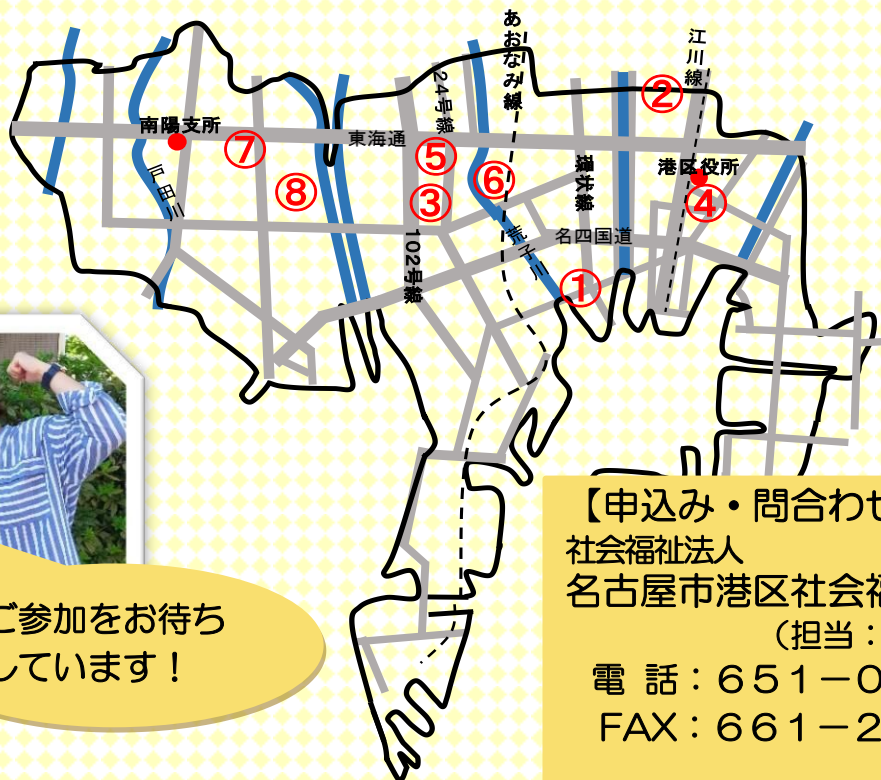 あおなみ線
江川線
24号線
②
南陽支所
東海通
⑦
⑤
⑥
環状線
港区役所
⑧
③
④
戸田川
102号線
荒子川
名四国道
①
ご参加をお待ち
しています！
【申込み・問合わせ
社会福祉法人
名古屋市港区社会福
（担当：
電 話：６５１－０
FAX：６６１－２